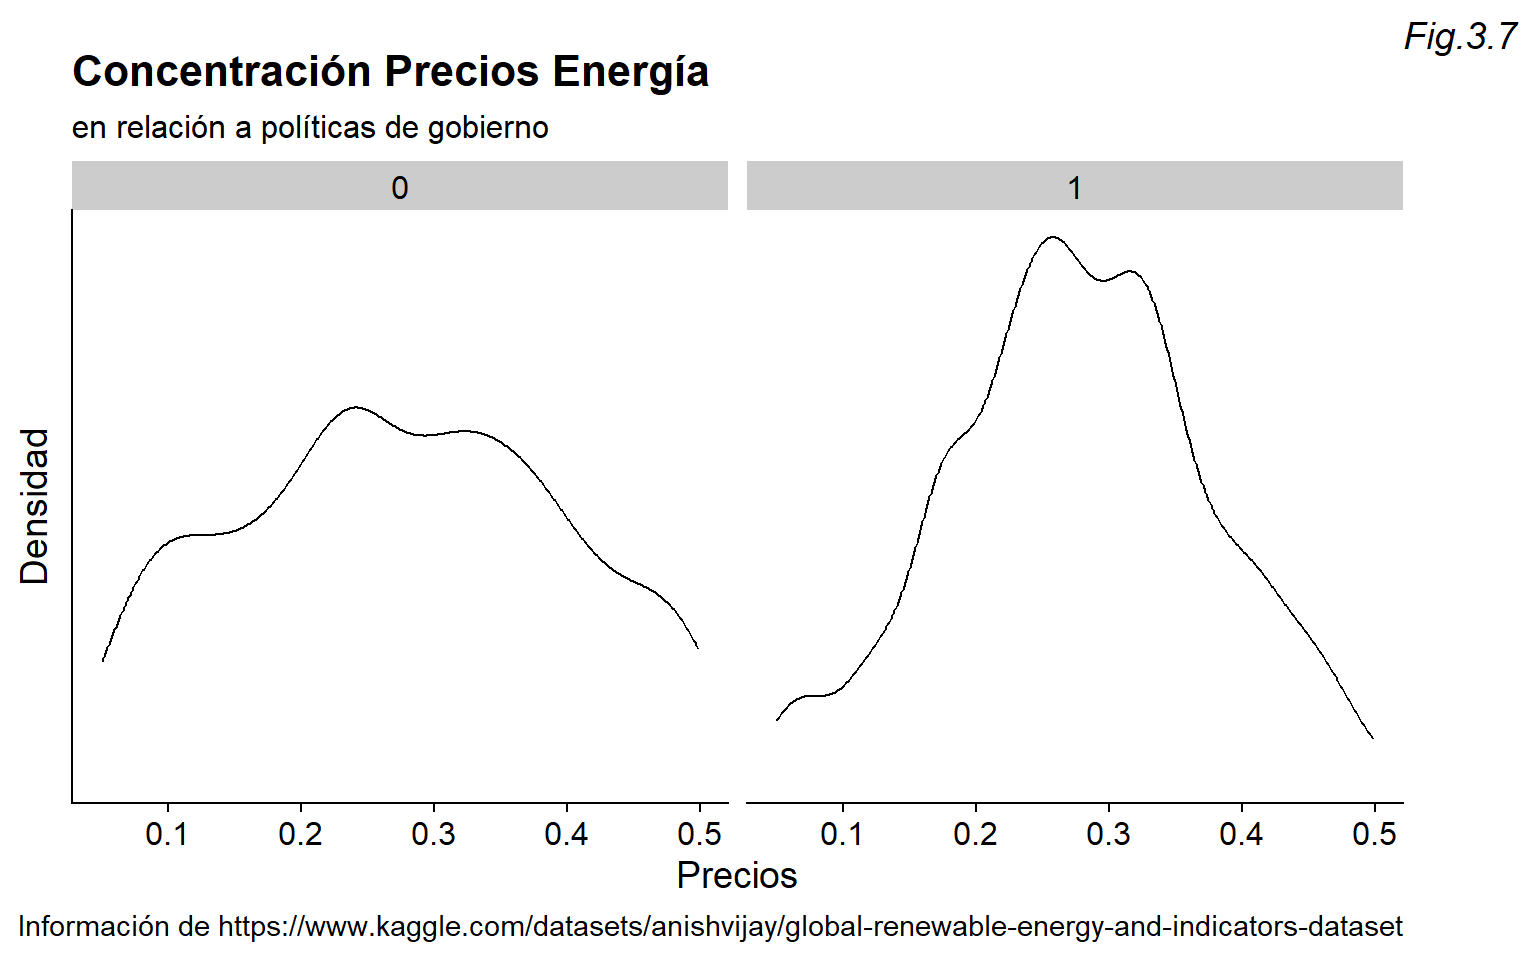 Fig.3.7
Concentración Precios Energía
en relación a políticas de gobierno
0 1
Densidad
0.1 0.2 0.3 0.4 0.5 0.1 0.2 0.3 0.4 0.5
Precios
Información de https://www.kaggle.com/datasets/anishvijay/global-renewable-energy-and-indicators-dataset